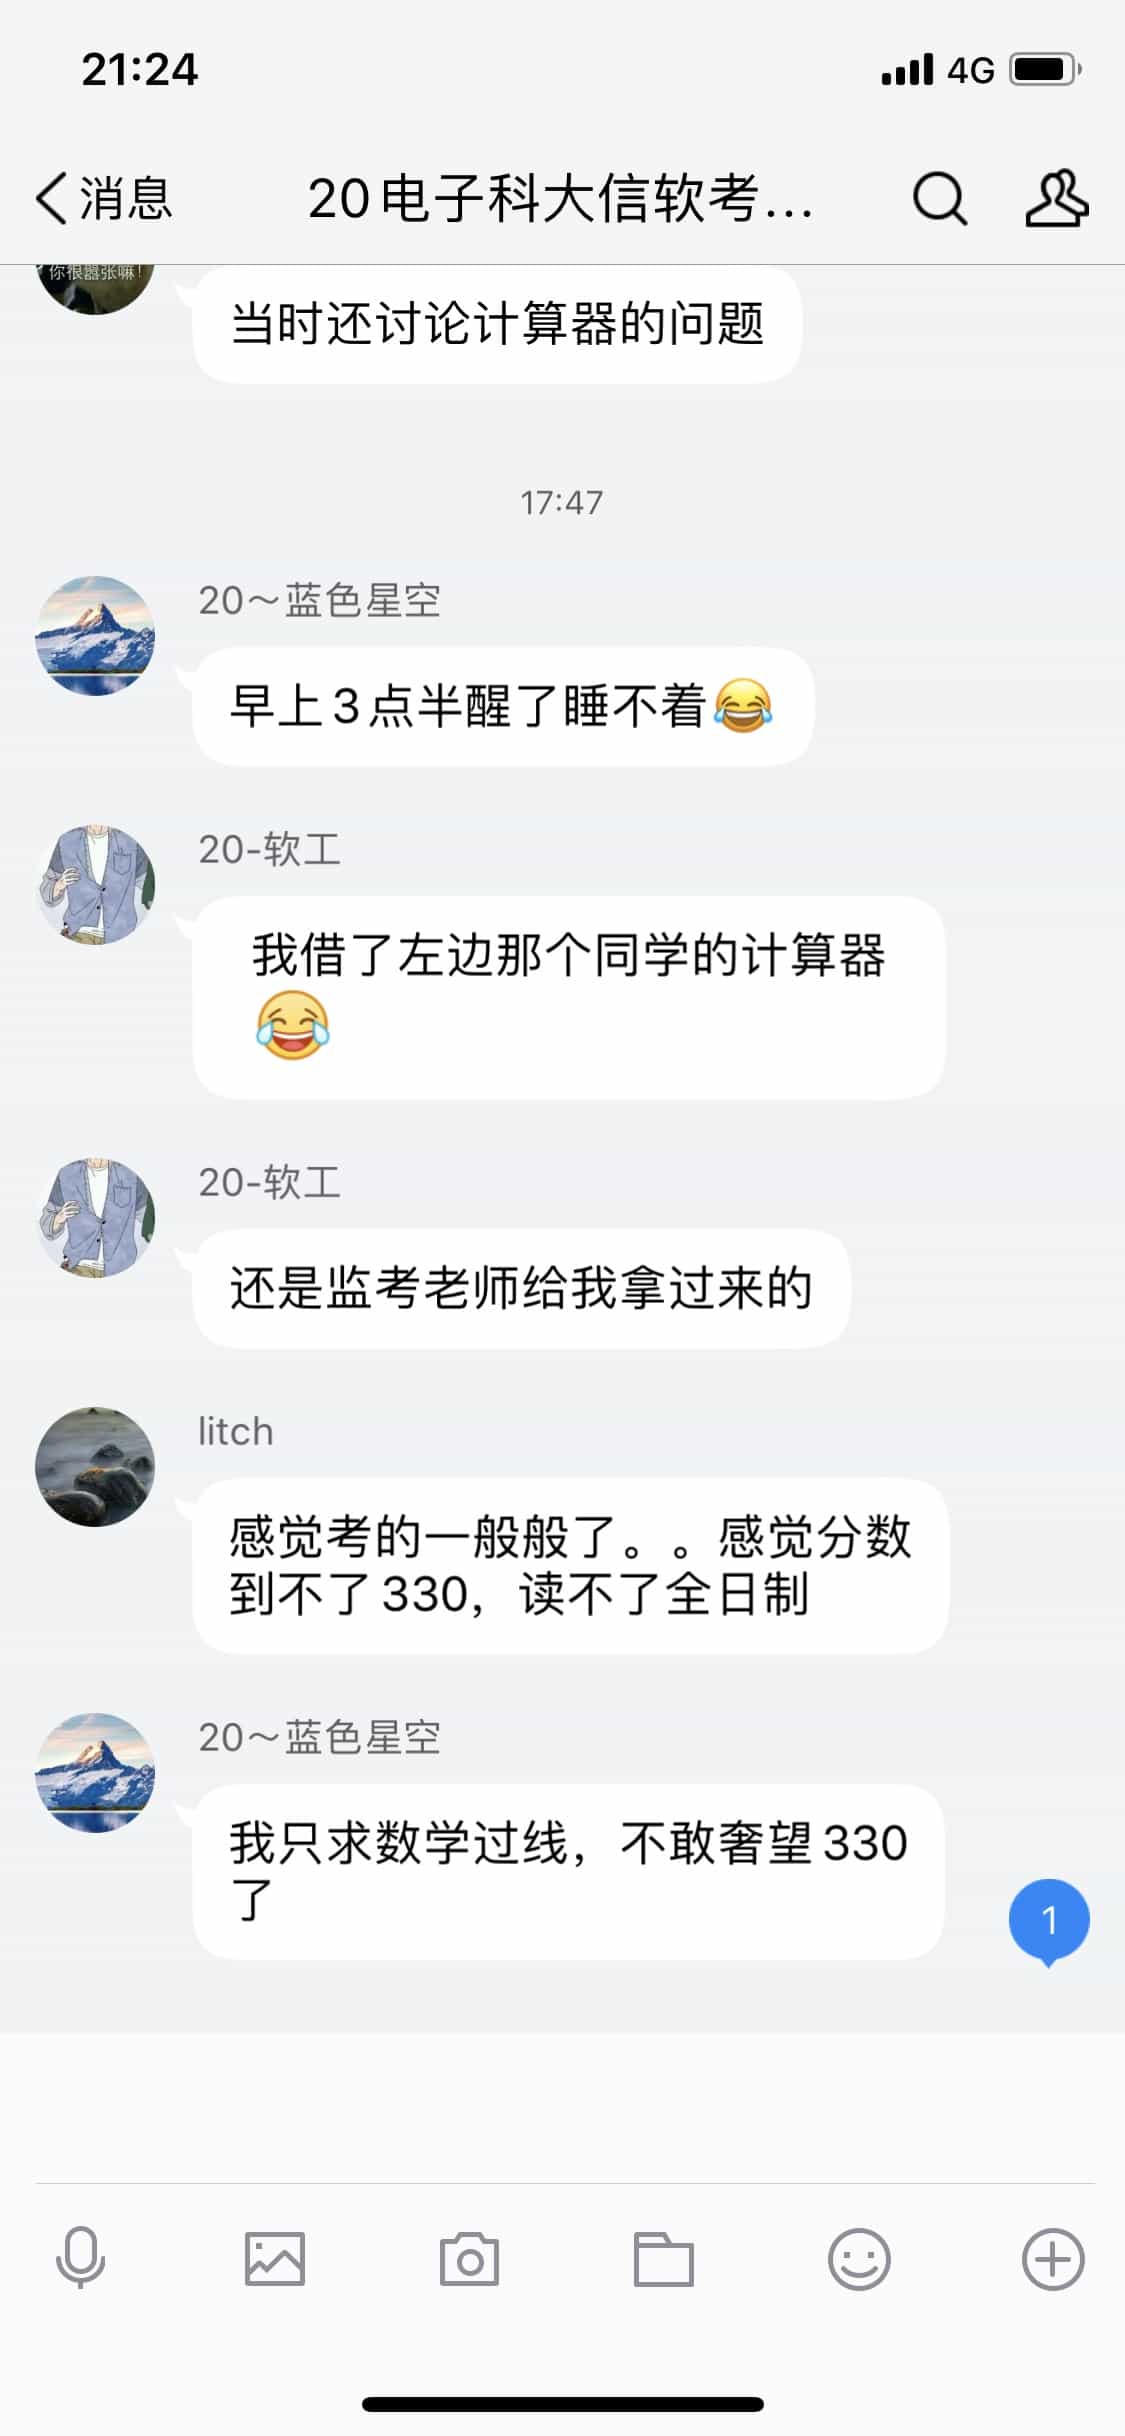 21:24
4G
消息
20电子科大信软考...
你很嚣张嘛!
当时还讨论计算器的问题
17:47
20～蓝色星空
早上3点半醒了睡不着😂
20-软工
我借了左边那个同学的计算器
😂
20-软工
还是监考老师给我拿过来的
litch
感觉考的一般般了。。感觉分数
到不了330，读不了全日制
20～蓝色星空
我只求数学过线，不敢奢望330
了
1